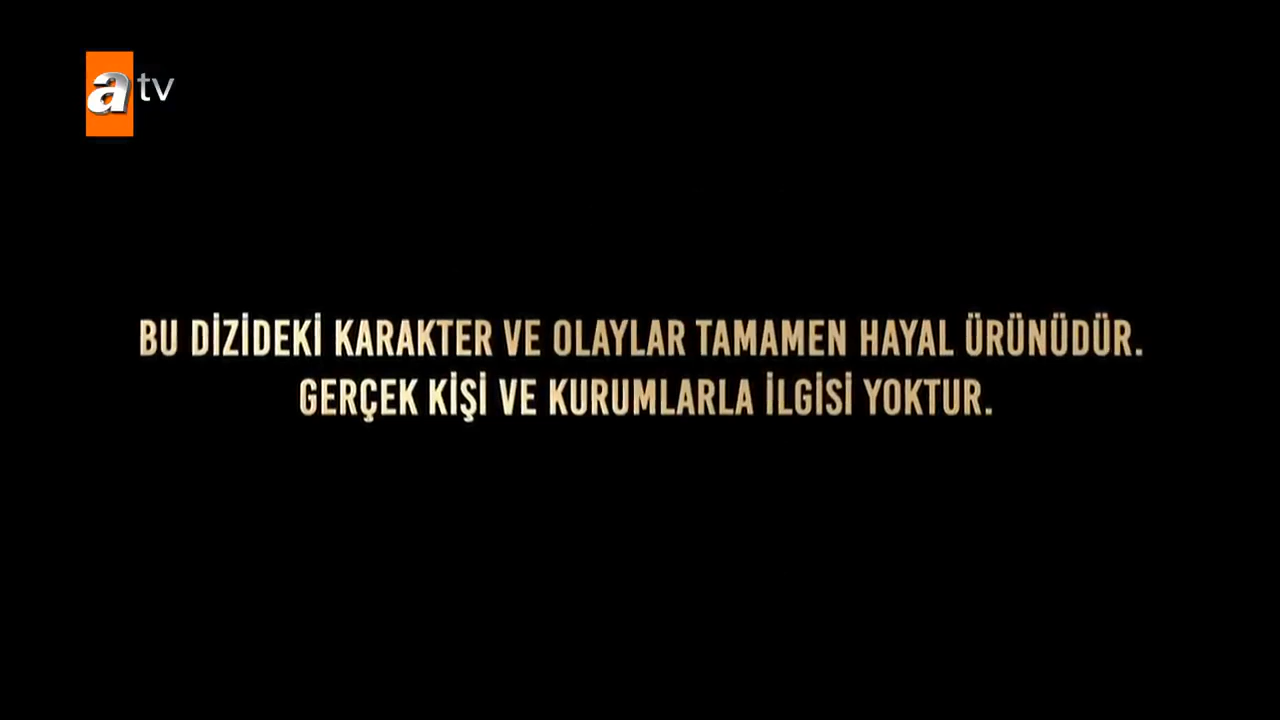 atv
BU DİZİDEKİ KARAKTER VE OLAYLAR TAMAMEN HAYAL ÜRÜNÜDÜR.
GERÇEK KİŞİ VE KURUMLARLA İLGİSİ YOKTUR.